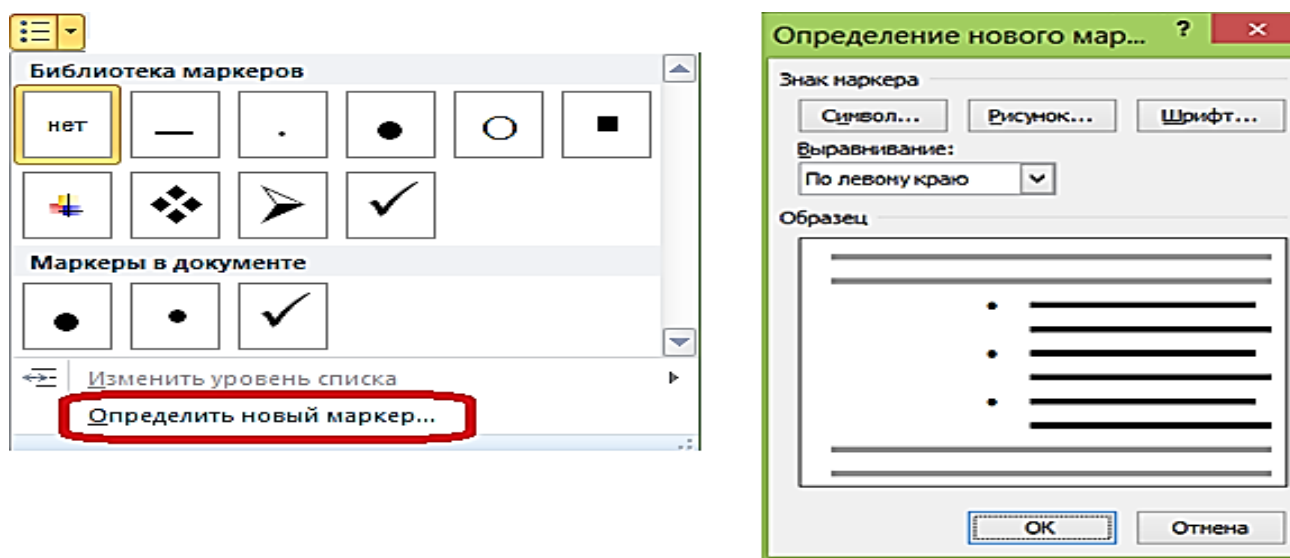 Библиотека маркеров
нет
Маркеры в документе
Изменить уровень списка
Определить новый маркер...
Определение нового мар... ?
Знак маркера
Символ... Рисунок... Шрифт...
Выравнивание:
По левому краю
Образец
ОК Отмена